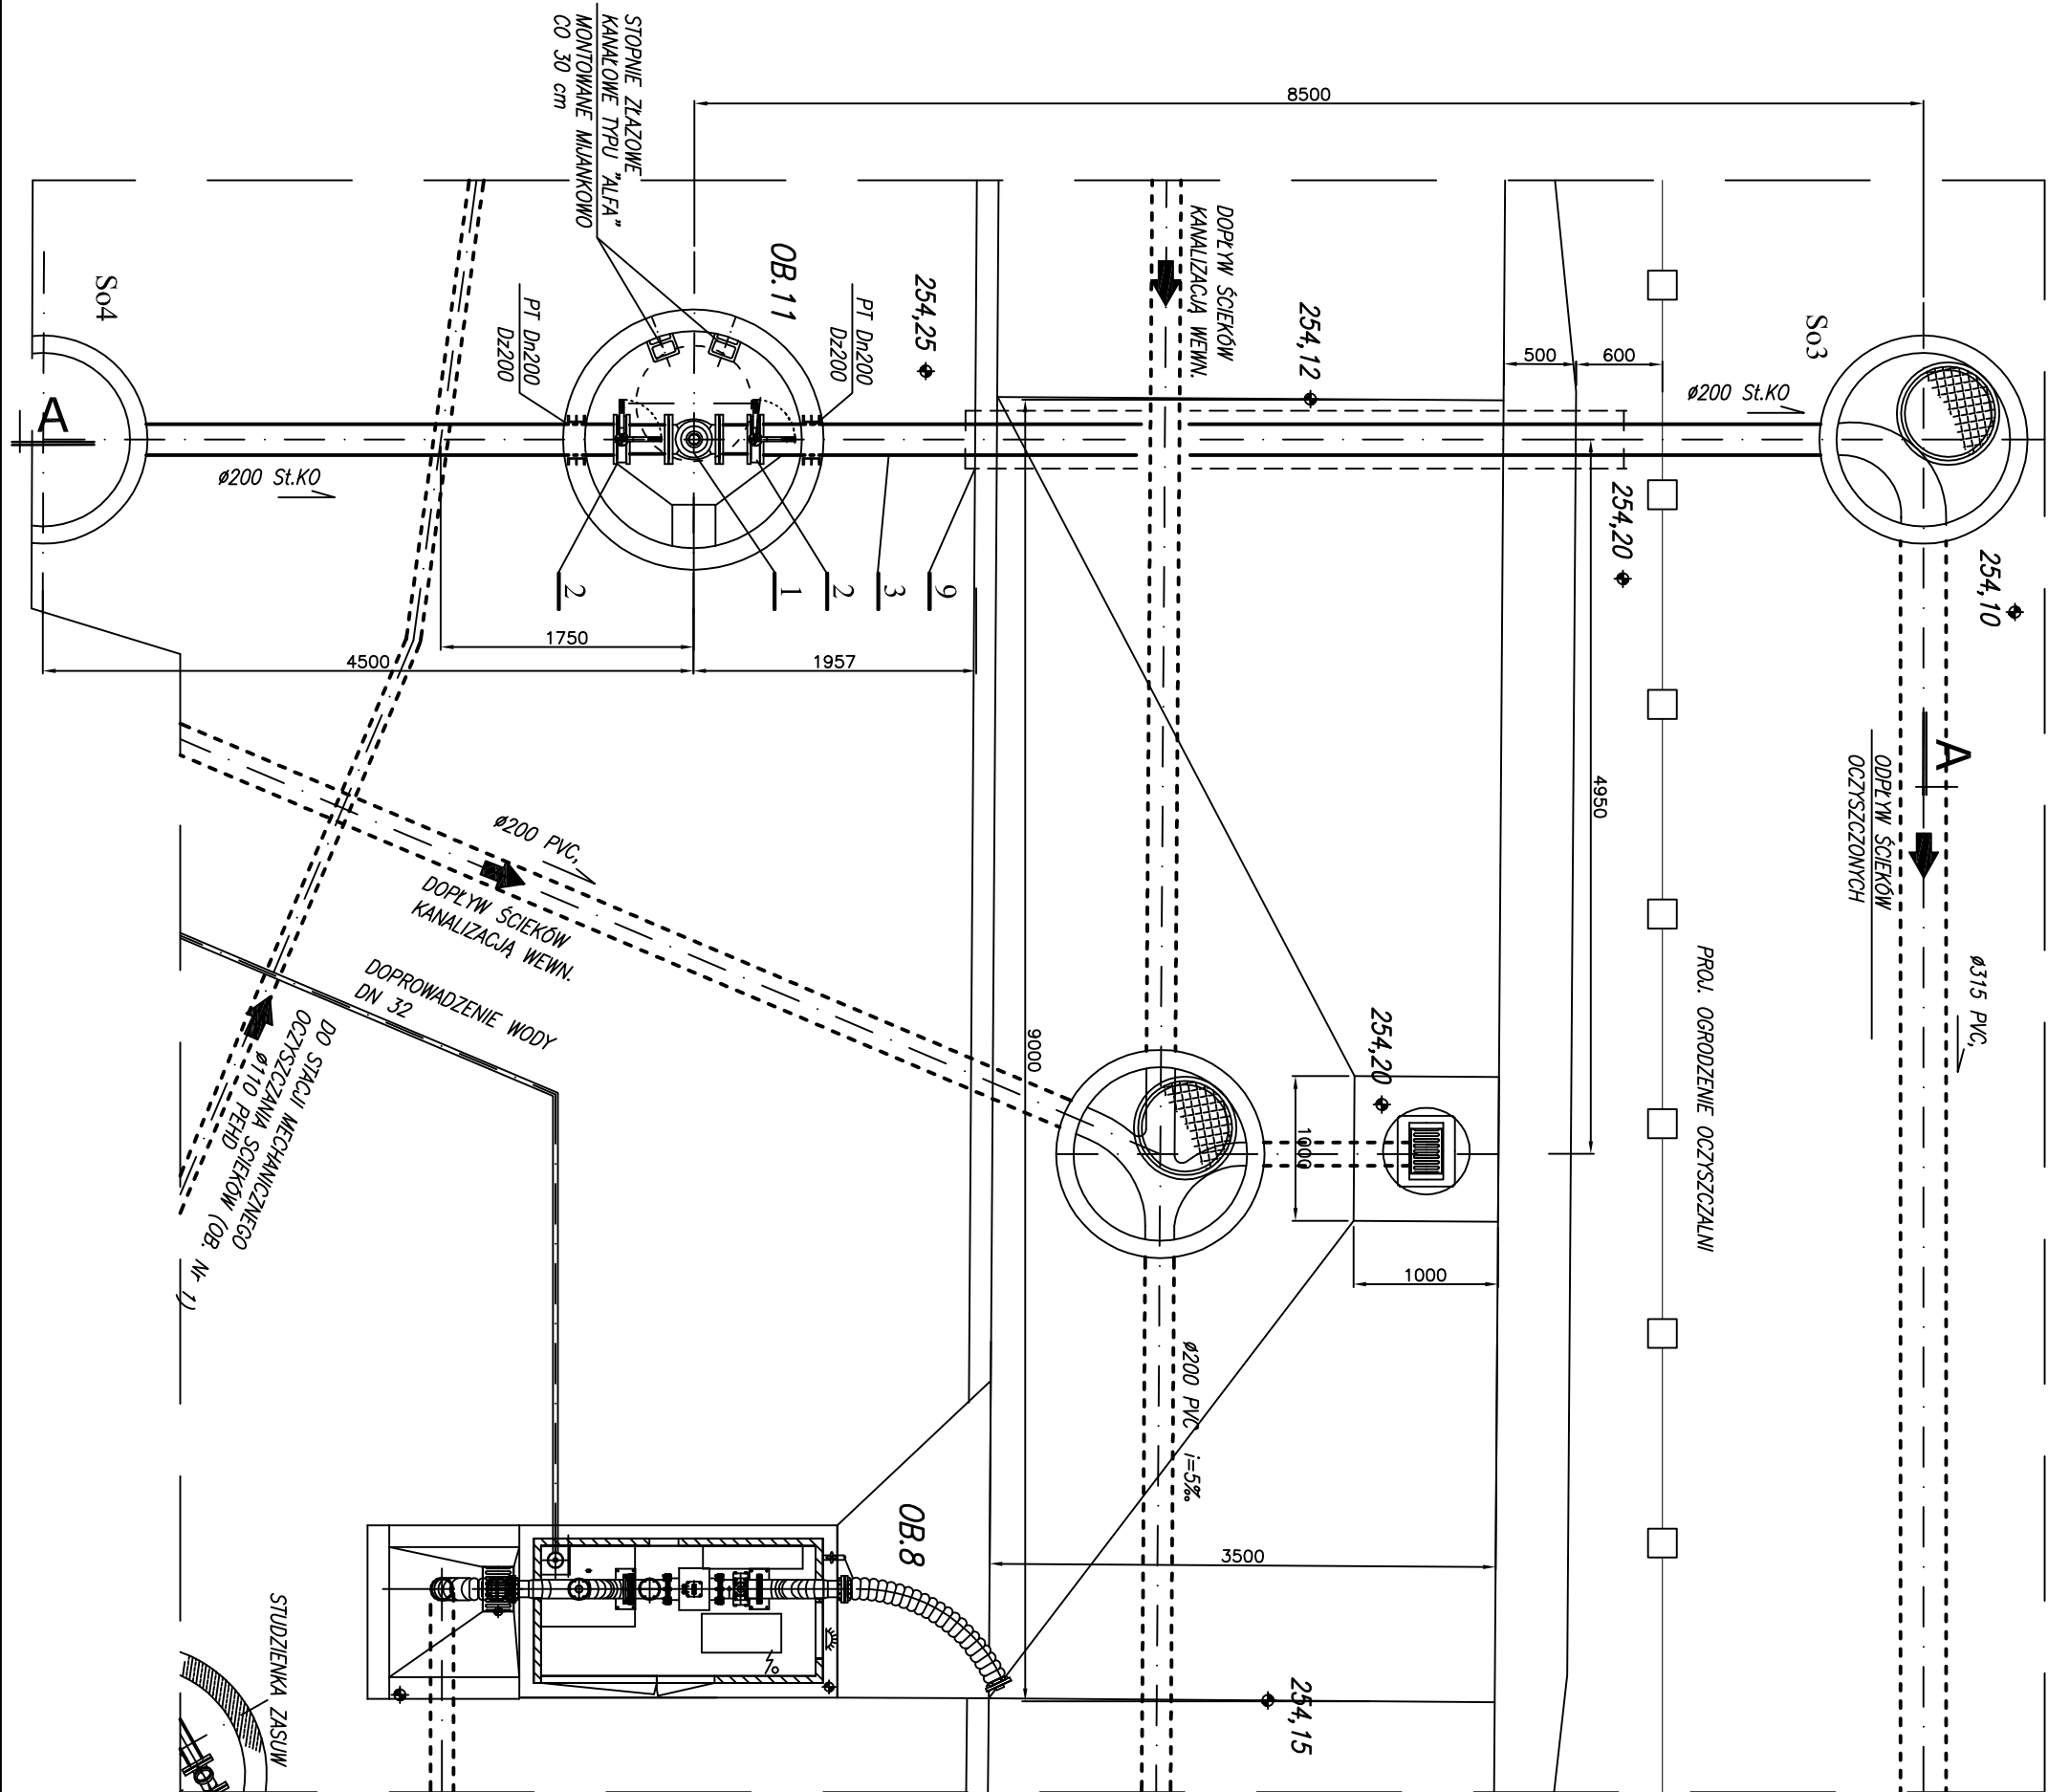 8500
STOPNIE ZŁAZOWE
KANAŁOWE TYPU "ALFA"
MONTOWANE MIJANKOWO
CO 30 cm
DOPŁYW ŚCIEKÓW
KANALIZACJĄ WEWN.
So4
OB.11
254,25
254,12
So3
500
600
PT Dn200
Dz200
PT Dn200
Dz200
ø200 St.KO
A
ø200 St.KO
254,20
254,10
2
1
2
3
9
1750
4500
1957
A
ODPŁYW ŚCIEKÓW
OCZYSZCZONYCH
4950
ø200 PVC,
DOPŁYW ŚCIEKÓW
KANALIZACJĄ WEWN.
DOPROWADZENIE WODY
DN 32
PROJ. OGRODZENIE OCZYSZCZALNI
ø315 PVC,
DO STACJI MECHANICZNEGO
OCZYSZCZANIA ŚCIEKÓW (OB. Nr 1)
ø110 PEHD
9000
254,20
1000
1000
ø200 PVC i=5‰
OB.8
3500
STUDZIENKA ZASUW
254,15